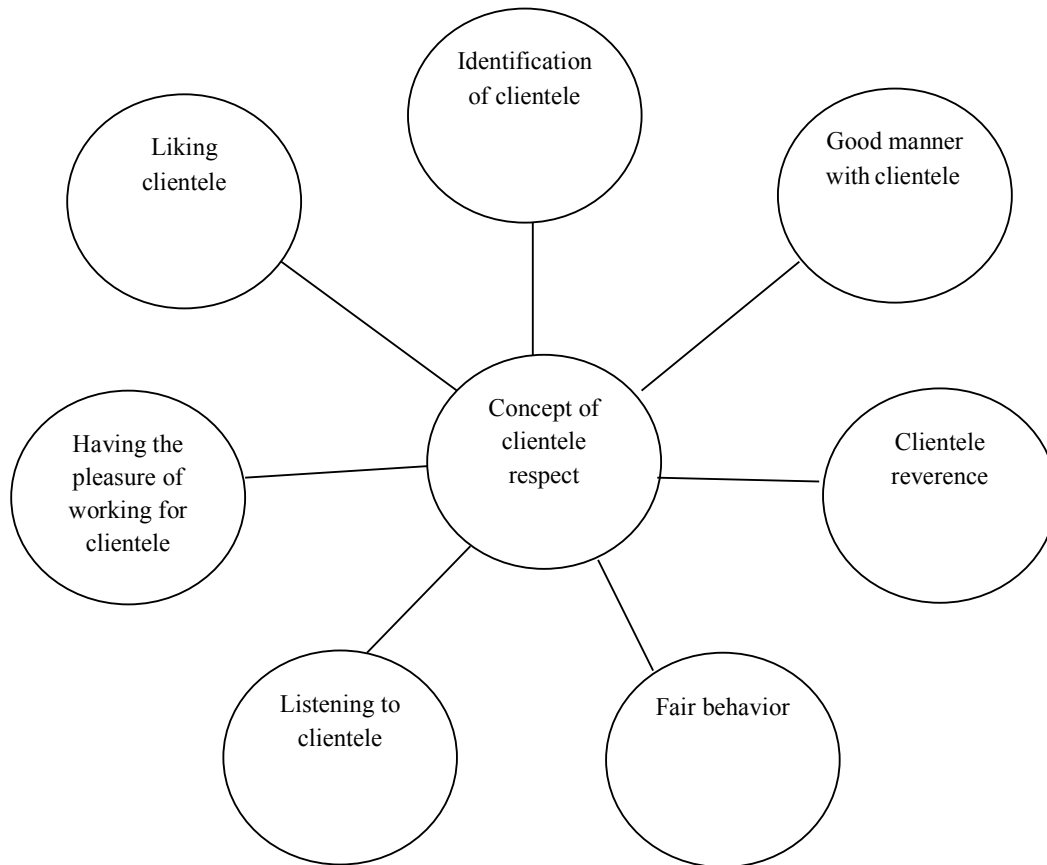 Identification
of clientele
Good manner
with clientele
Liking
clientele
Concept of
clientele
respect
Clientele
reverence
Having the
pleasure of
working for
clientele
Listening to
clientele
Fair behavior